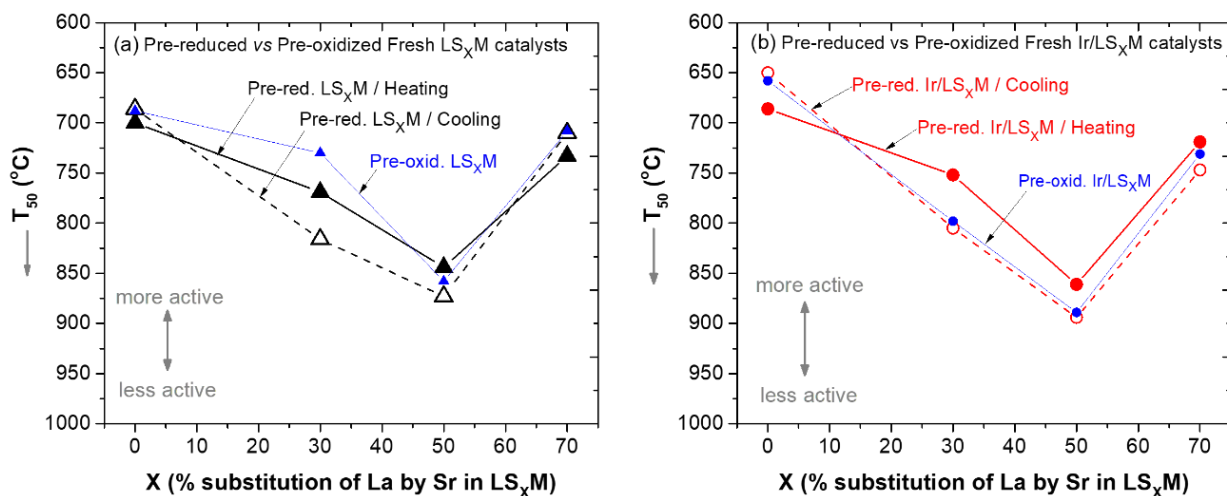 (a) Pre-reduced vs Pre-oxidized Fresh LSXM catalysts
Pre-red. LSXM / Heating
Pre-red. LSXM / Cooling
Pre-oxid. LSXM
more active
less active
600
650
700
750
800
850
900
950
1000
T50 (°C)
0 10 20 30 40 50 60 70
X (% substitution of La by Sr in LSXM)
(b) Pre-reduced vs Pre-oxidized Fresh Ir/LSXM catalysts
Pre-red. Ir/LSXM / Cooling
Pre-red. Ir/LSXM / Heating
Pre-oxid. Ir/LSXM
more active
less active
600
650
700
750
800
850
900
950
1000
T50 (°C)
0 10 20 30 40 50 60 70
X (% substitution of La by Sr in LSXM)